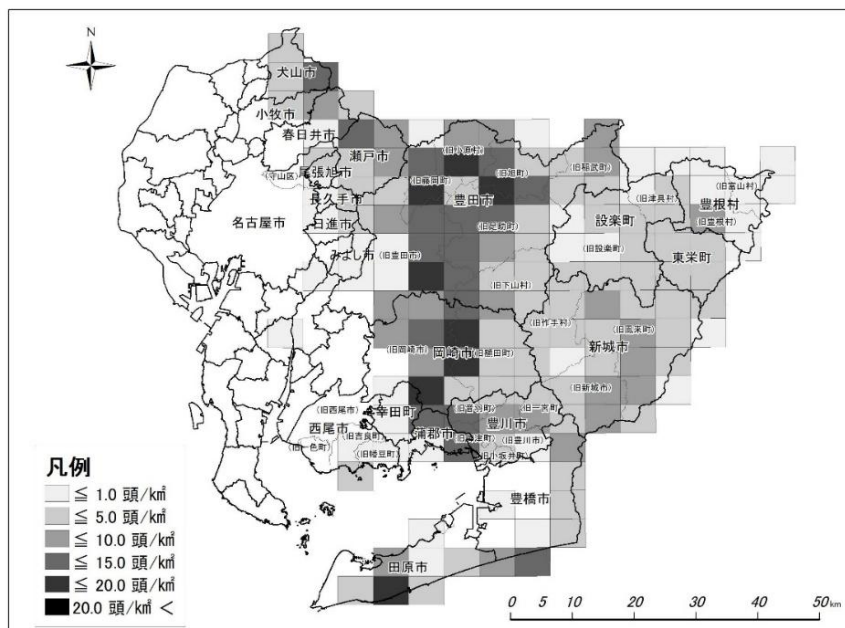 N
犬山市
小牧市
春日井市
瀬戸市
(旧小原村)
(旧稲武町)
(守山区)
尾張旭市
(旧藤岡町)
(旧旭町)
豊田市
(旧富山村)
豊根村
(旧津具村)
(旧豊根村)
長久手市
名古屋市
日進市
(旧足助町)
設楽町
みよし市
(旧豊田市)
(旧設楽町)
東栄町
(旧下山村)
(旧作手村)
(旧鳳来町)
新城市
(旧岡崎市)
岡崎市
(旧額田町)
(旧新城市)
(旧西尾市)
幸田町
(旧音羽町)
(旧一宮町)
西尾市
蒲郡市
豊川市
(旧吉良町)
(旧御津町)
(旧豊川市)
(旧一色町)
(旧幡豆町)
(旧小坂井町)
豊橋市
田原市
凡例
≦ 1.0 頭/㎢
≦ 5.0 頭/㎢
≦ 10.0 頭/㎢
≦ 15.0 頭/㎢
≦ 20.0 頭/㎢
20.0 頭/㎢ <
0 5 10 20 30 40 50 km